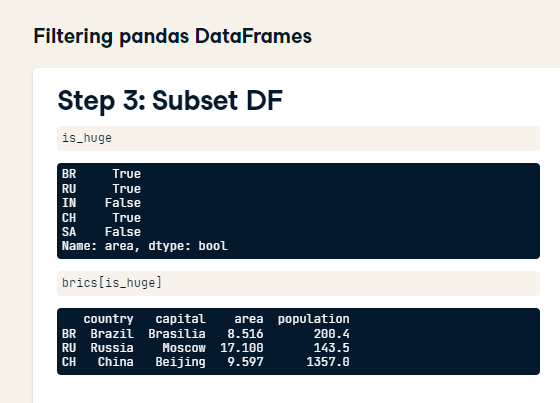 Filtering pandas DataFrames
Step 3: Subset DF
is_huge
BR     True
RU     True
IN    False
CH     True
SA    False
Name: area, dtype: bool
brics[is_huge]
   country   capital    area  population
BR  Brazil  Brasilia   8.516       200.4
RU  Russia    Moscow  17.100       143.5
CH   China   Beijing   9.597      1357.0